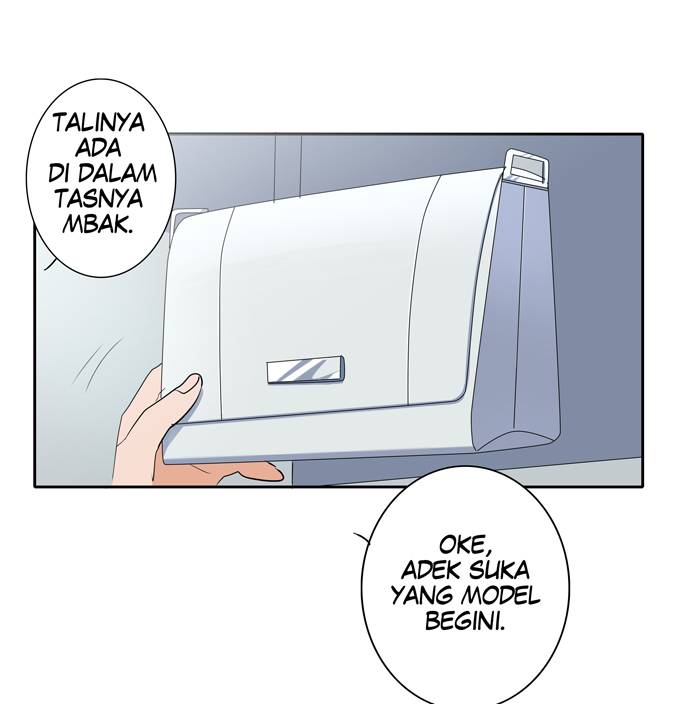 TALINYA
ADA
DI DALAM
TASNYA
MBAK.
OKE,
ADEK SUKA
YANG MODEL
BEGINI.